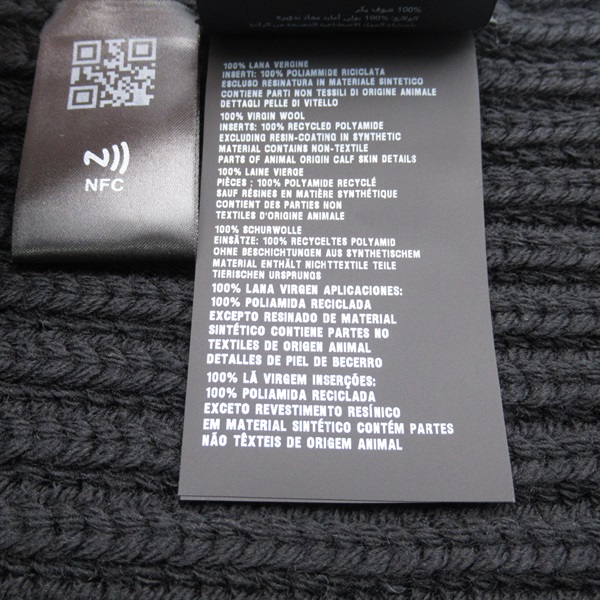 100% صوف بكر
NFC
100% LANA VERGINE
INSERTI: 100% POLIAMMIDE RICICLATA
ESCLUSO RESINATURA IN MATERIALE SINTETICO
CONTIENE PARTI NON TESSILI DI ORIGINE ANIMALE
DETTAGLI PELLE DI VITELLO
100% VIRGIN WOOL
INSERTS: 100% RECYCLED POLYAMIDE
EXCLUDING RESIN-COATING IN SYNTHETIC
MATERIAL CONTAINS NON-TEXTILE
PARTS OF ANIMAL ORIGIN CALF SKIN DETAILS
100% LAINE VIERGE
PIÈCES : 100% POLYAMIDE RECYCLÉ
SAUF RÉSINES EN MATIÈRE SYNTHÉTIQUE
CONTIENT DES PARTIES NON
TEXTILES D'ORIGINE ANIMALE
100% SCHURWOLLE
EINSÄTZE: 100% RECYCELTES POLYAMID
OHNE BESCHICHTUNGEN AUS SYNTHETISCHEM
MATERIAL ENTHÄLT NICHTTEXTILE TEILE
TIERISCHEN URSPRUNGS
100% LANA VIRGEN APLICACIONES:
100% POLIAMIDA RECICLADA
EXCEPTO RESINADO DE MATERIAL
SINTÉTICO CONTIENE PARTES NO
TEXTILES DE ORIGEN ANIMAL
DETALLES DE PIEL DE BECERRO
100% LÃ VIRGEM INSERÇÕES:
100% POLIAMIDA RECICLADA
EXCETO REVESTIMENTO RESÍNICO
EM MATERIAL SINTÉTICO CONTÉM PARTES
NÃO TÊXTEIS DE ORIGEM ANIMAL